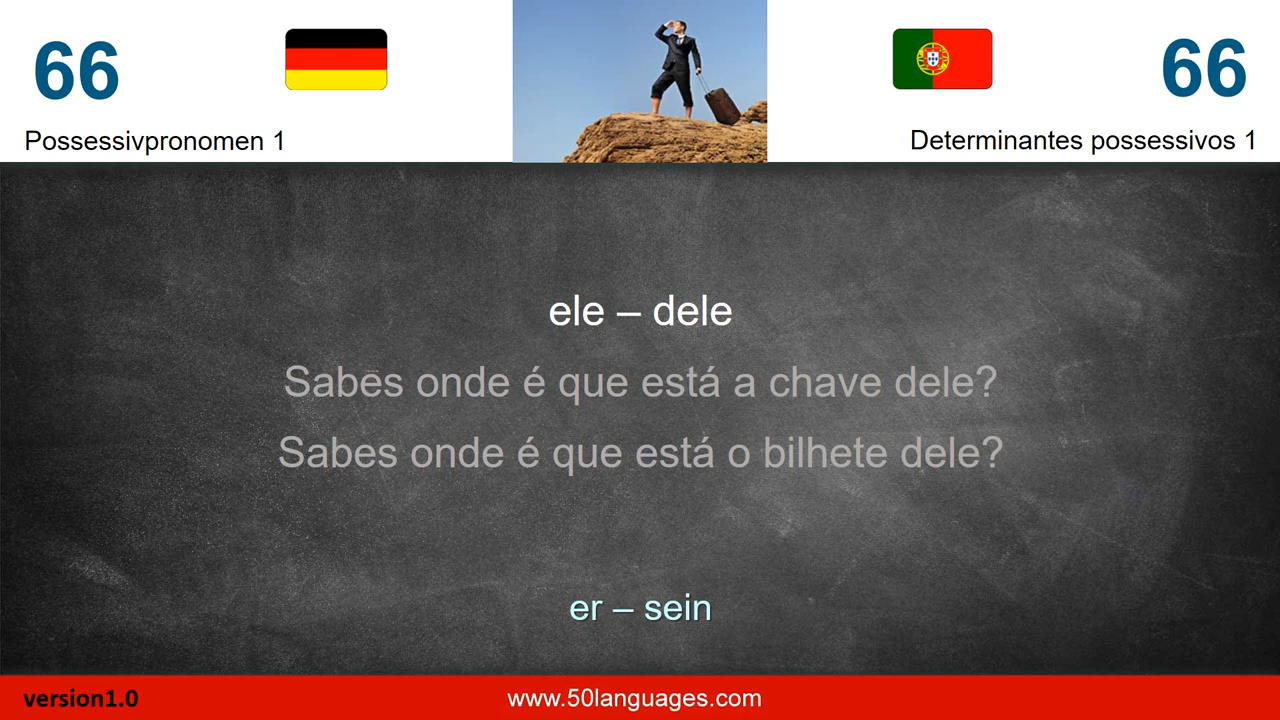 66
66
Possessivpronomen 1
Determinantes possessivos 1
ele – dele
Sabes onde é que está a chave dele?
Sabes onde é que está o bilhete dele?
er – sein
version1.0
www.50languages.com